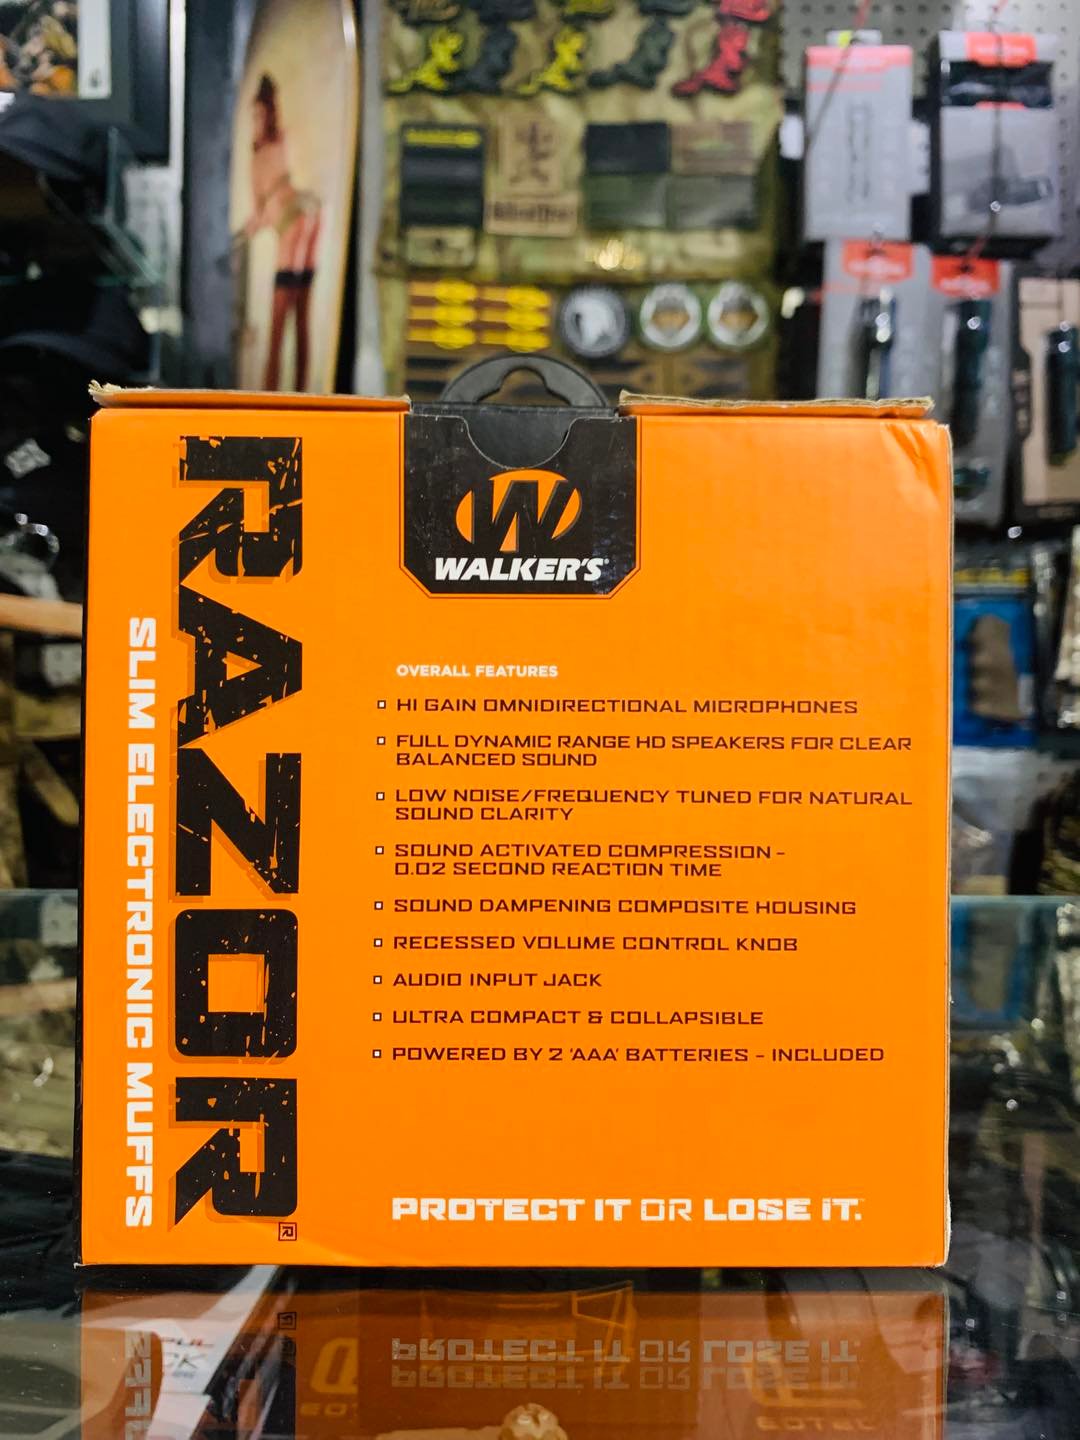 WALKER'S
RAZOR®
SLIM ELECTRONIC MUFFS
OVERALL FEATURES
HI GAIN OMNIDIRECTIONAL MICROPHONES
FULL DYNAMIC RANGE HD SPEAKERS FOR CLEAR
BALANCED SOUND
LOW NOISE/FREQUENCY TUNED FOR NATURAL
SOUND CLARITY
SOUND ACTIVATED COMPRESSION -
0.02 SECOND REACTION TIME
SOUND DAMPENING COMPOSITE HOUSING
RECESSED VOLUME CONTROL KNOB
AUDIO INPUT JACK
ULTRA COMPACT & COLLAPSIBLE
POWERED BY 2 'AAA' BATTERIES - INCLUDED
PROTECT IT OR LOSE IT.